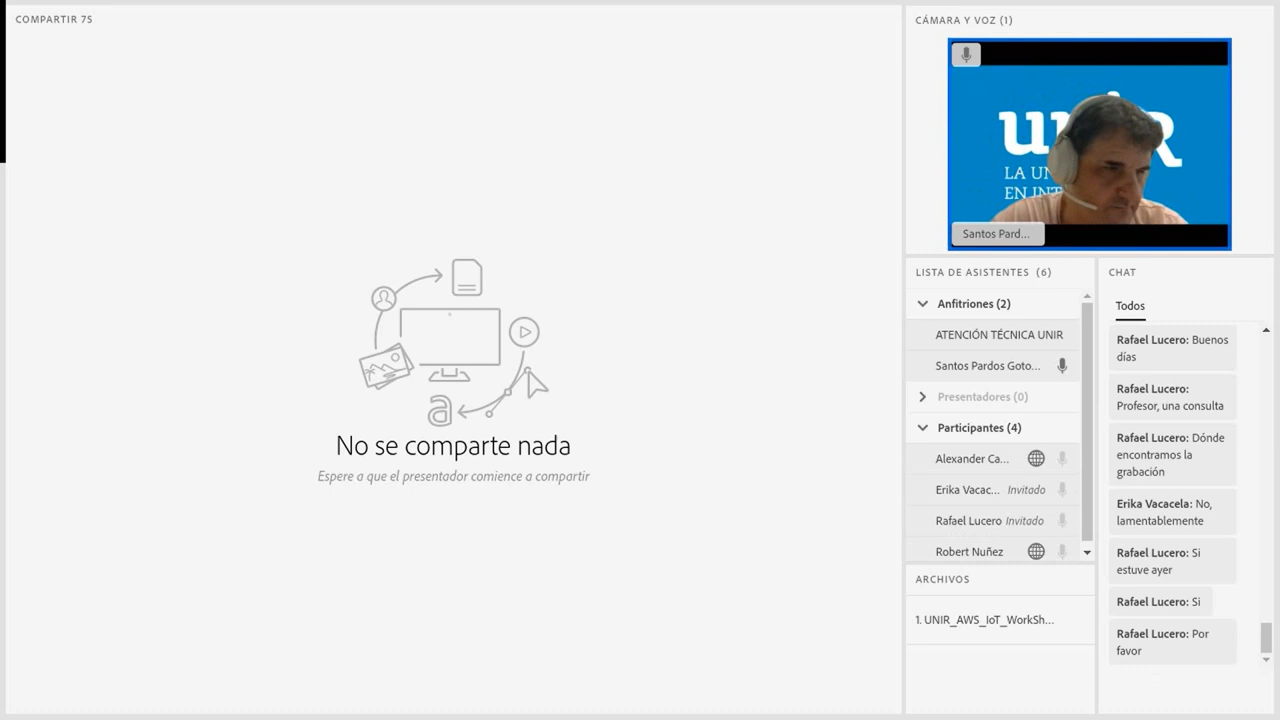 COMPARTIR 75
No se comparte nada
Espere a que el presentador comience a compartir
CÁMARA Y VOZ (1)
LA UN
EN INT
Santos Pard...
LISTA DE ASISTENTES (6)
Anfitriones (2)
ATENCIÓN TÉCNICA UNIR
Santos Pardos Goto...
Presentadores (0)
Participantes (4)
Alexander Ca...
Erika Vacac... Invitado
Rafael Lucero Invitado
Robert Nuñez
ARCHIVOS
1. UNIR_AWS_IoT_WorkSh...
CHAT
Todos
Rafael Lucero: Buenos
días
Rafael Lucero:
Profesor, una consulta
Rafael Lucero: Dónde
encontramos la
grabación
Erika Vacacela: No,
lamentablemente
Rafael Lucero: Si
estuve ayer
Rafael Lucero: Si
Rafael Lucero: Por
favor